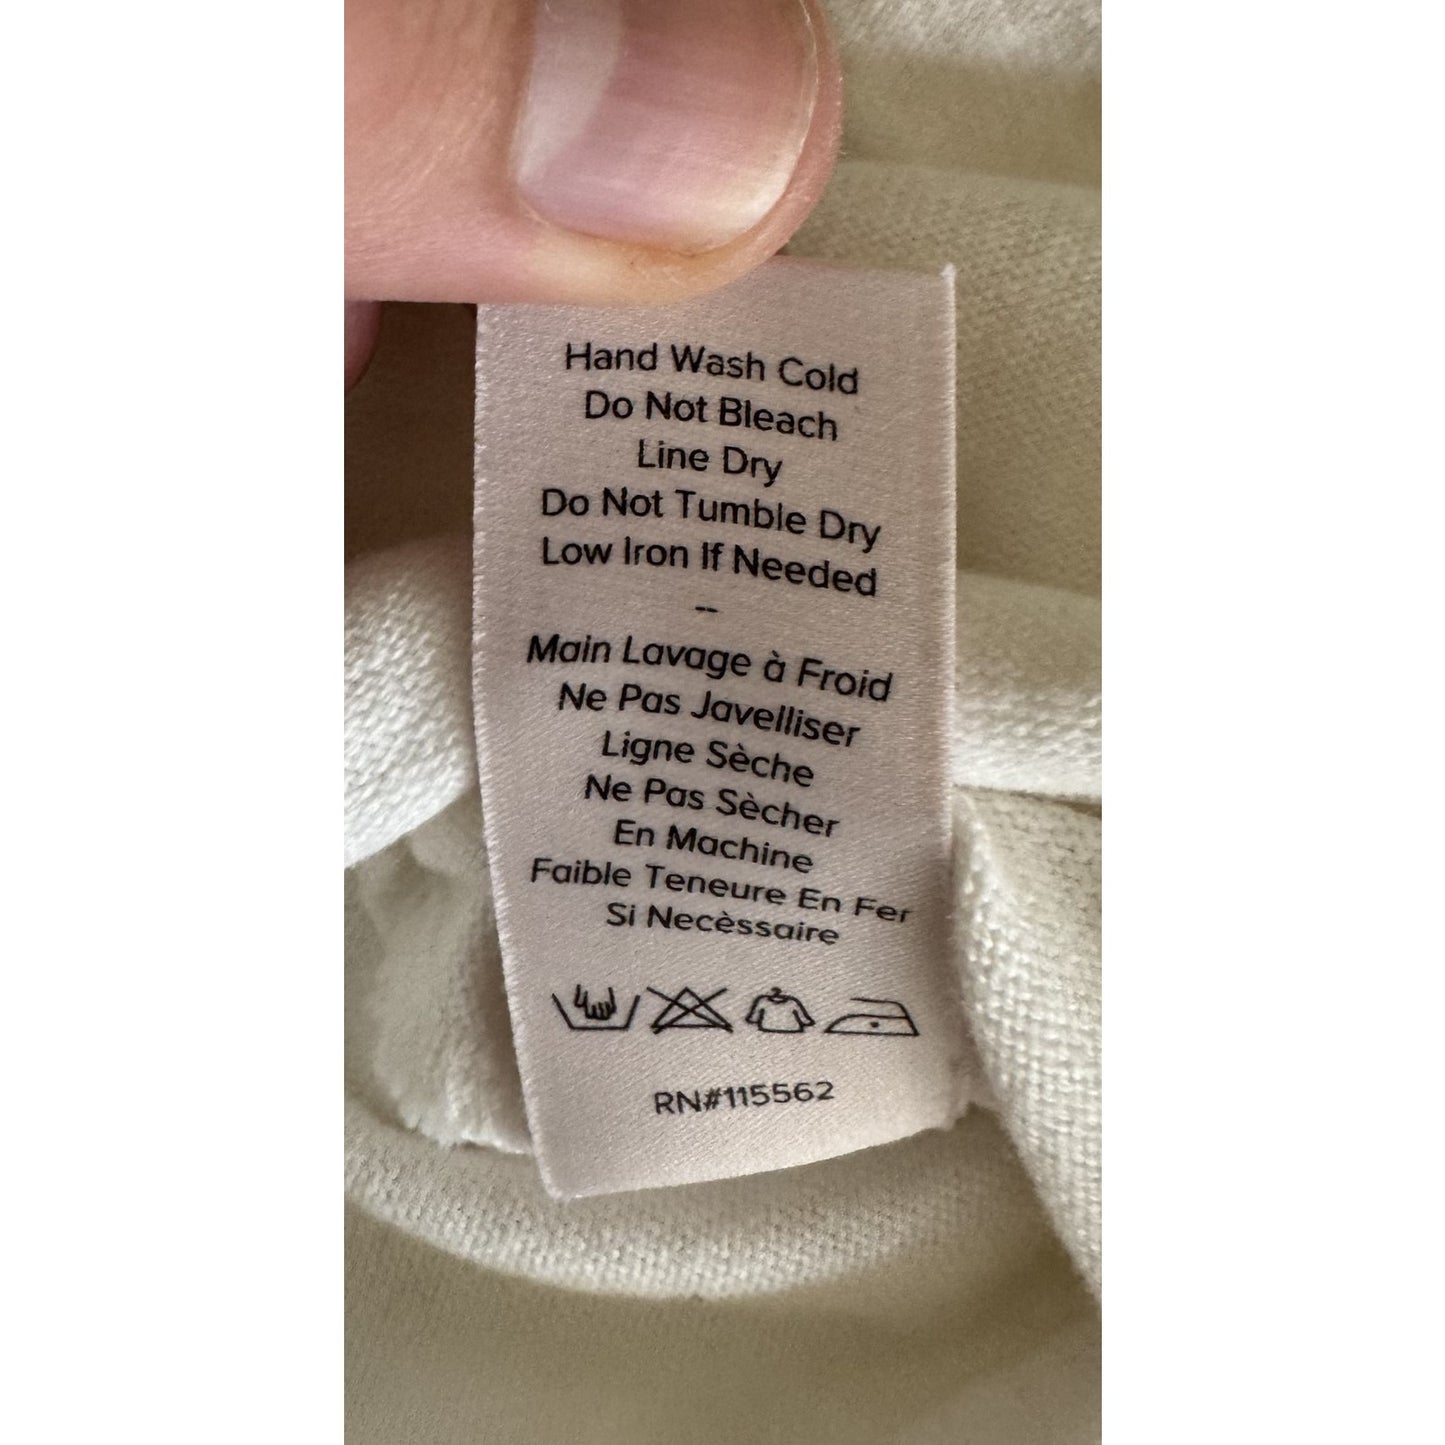 Hand Wash Cold
Do Not Bleach
Line Dry
Do Not Tumble Dry
Low Iron If Needed
--
Main Lavage à Froid
Ne Pas Javelliser
Ligne Sèche
Ne Pas Sècher
En Machine
Faible Teneure En Fer
Si Necèssaire
RN#115562